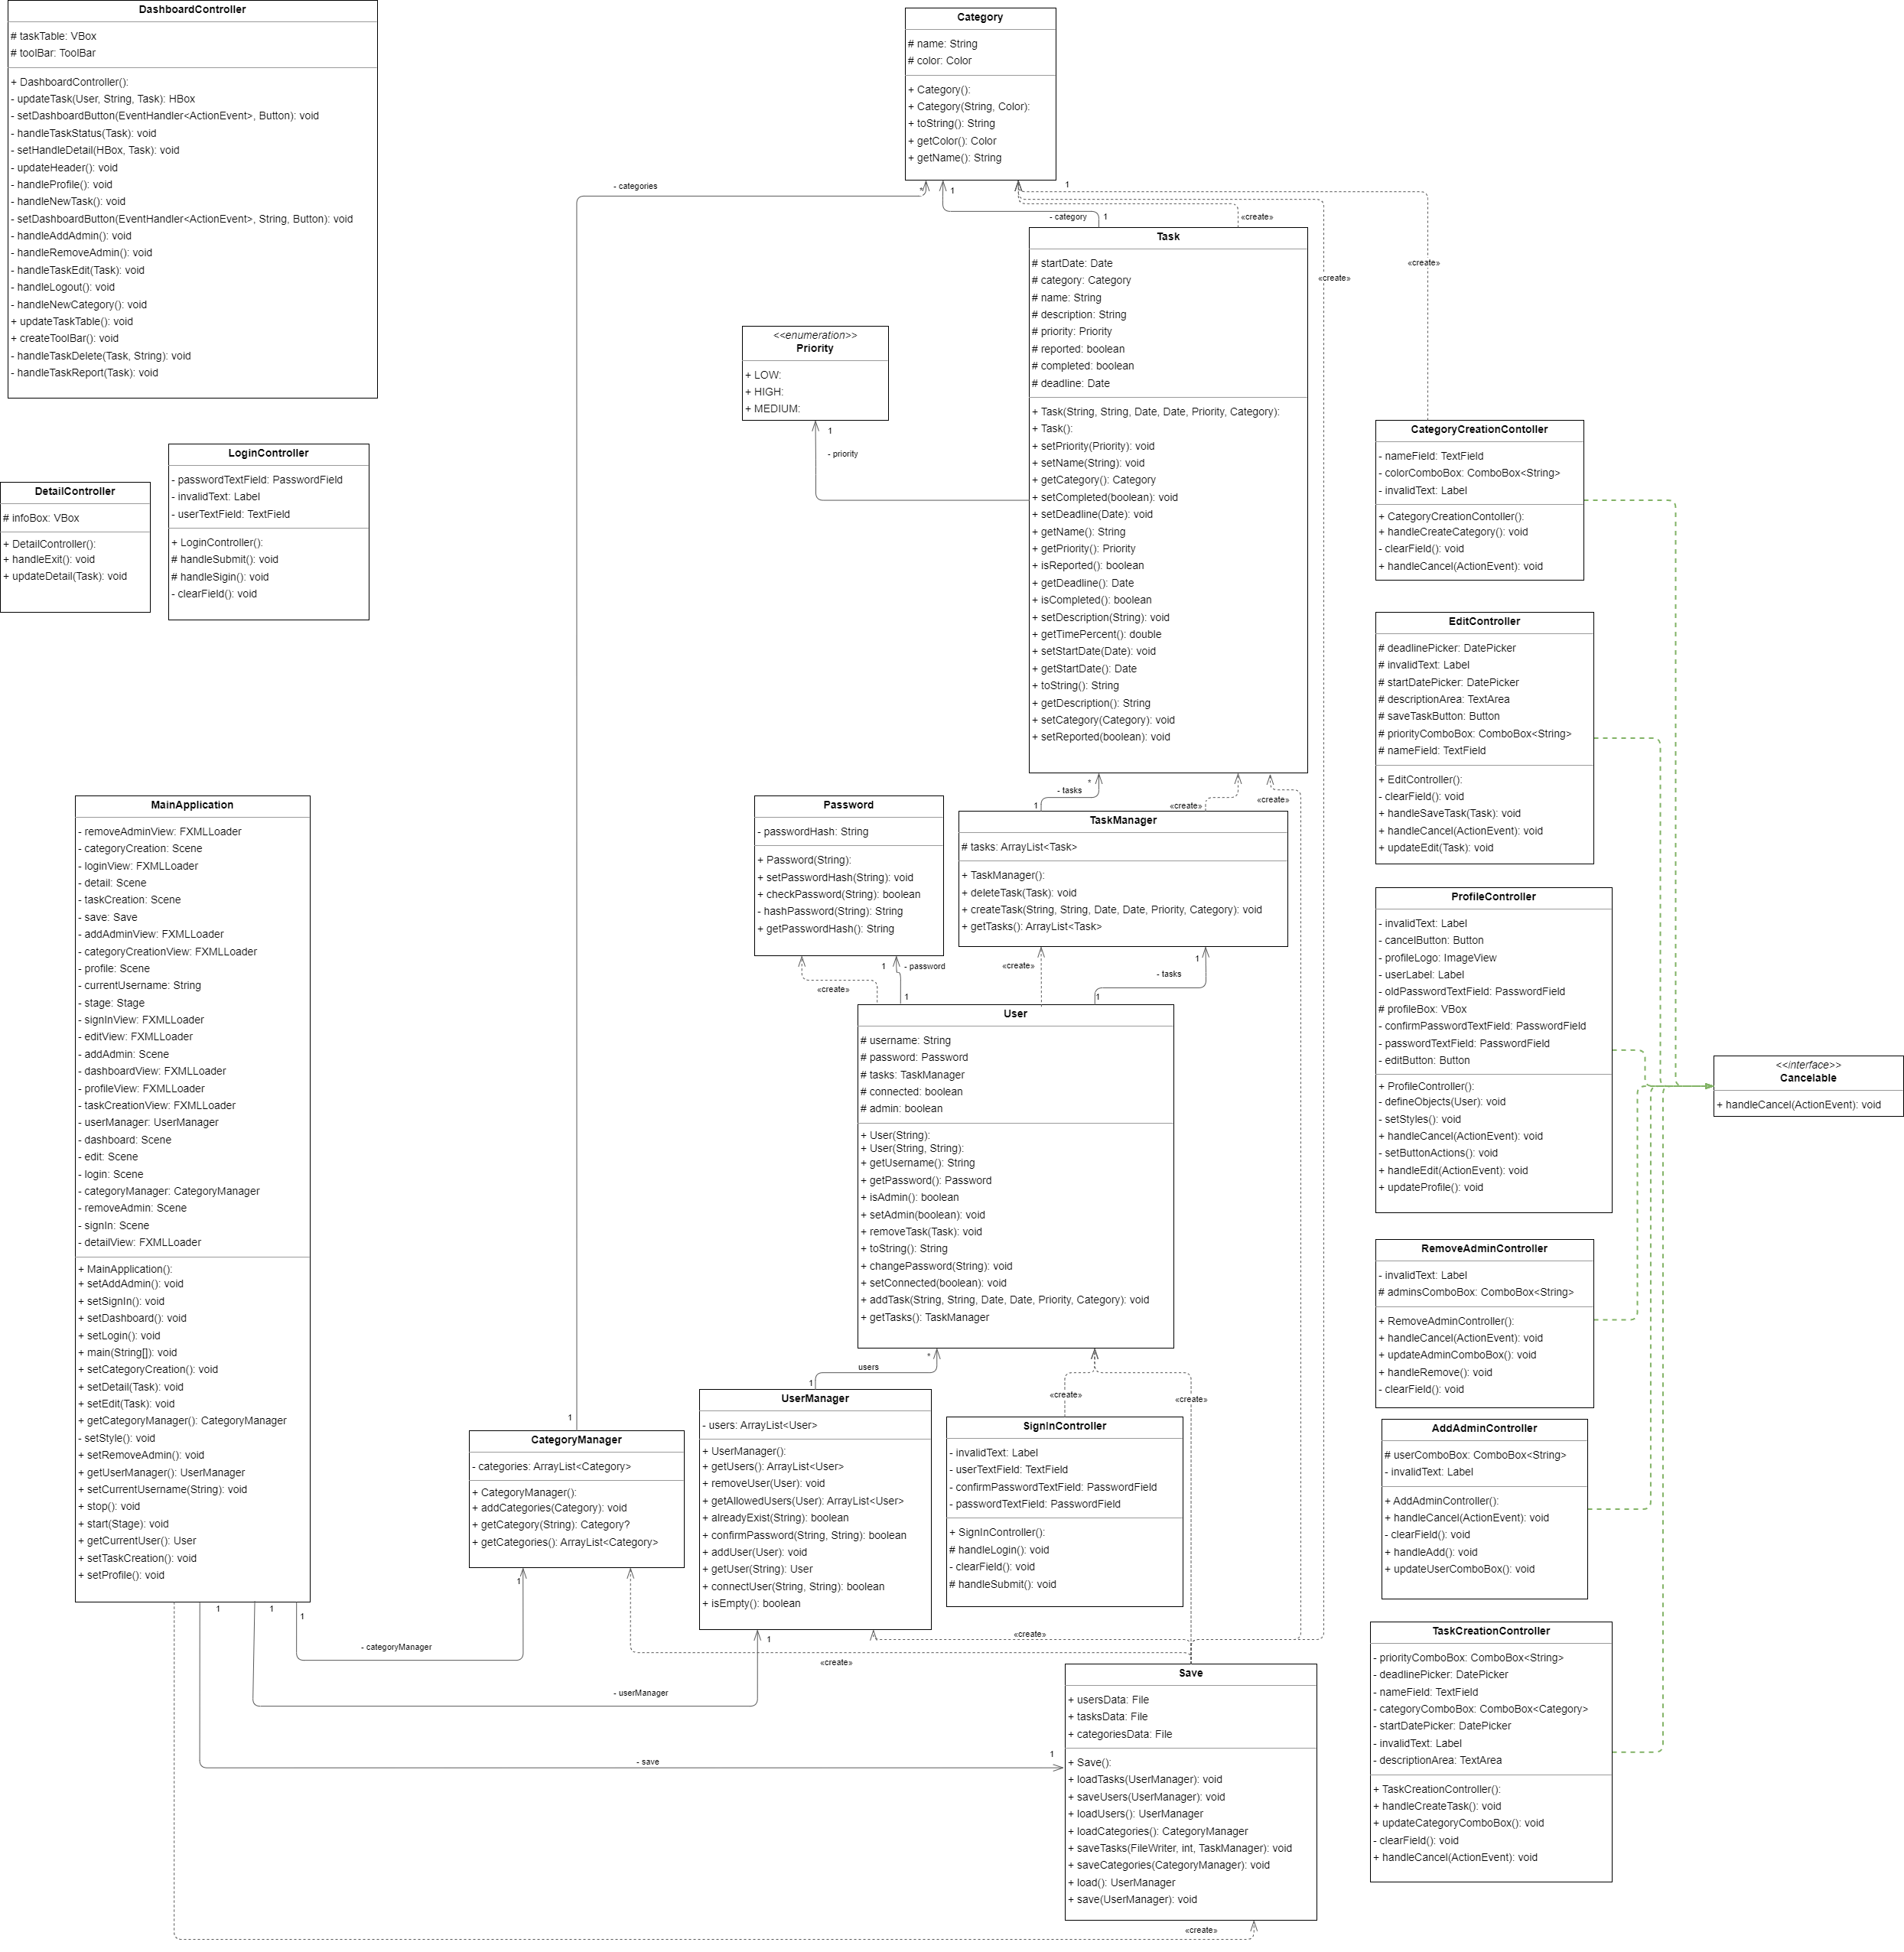 DashboardController
# taskTable: VBox
# toolBar: ToolBar
+ DashboardController():
- updateTask(User, String, Task): HBox
- setDashboardButton(EventHandler<ActionEvent>, Button): void
- handleTaskStatus(Task): void
- setHandleDetail(HBox, Task): void
- updateHeader(): void
- handleProfile(): void
- handleNewTask(): void
- setDashboardButton(EventHandler<ActionEvent>, String, Button): void
- handleAddAdmin(): void
- handleRemoveAdmin(): void
- handleTaskEdit(Task): void
- handleLogout(): void
- handleNewCategory(): void
+ updateTaskTable(): void
+ createToolBar(): void
- handleTaskDelete(Task, String): void
- handleTaskReport(Task): void
Category
# name: String
# color: Color
+ Category():
+ Category(String, Color):
+ toString(): String
+ getColor(): Color
+ getName(): String
- categories
*
1
1
- category
1
«create»
«create»
«create»
Task
# startDate: Date
# category: Category
# name: String
# description: String
# priority: Priority
# reported: boolean
# completed: boolean
# deadline: Date
+ Task(String, String, Date, Date, Priority, Category):
+ Task():
+ setPriority(Priority): void
+ setName(String): void
+ getCategory(): Category
+ setCompleted(boolean): void
+ setDeadline(Date): void
+ getName(): String
+ getPriority(): Priority
+ isReported(): boolean
+ getDeadline(): Date
+ isCompleted(): boolean
+ setDescription(String): void
+ getTimePercent(): double
+ setStartDate(Date): void
+ getStartDate(): Date
+ toString(): String
+ getDescription(): String
+ setCategory(Category): void
+ setReported(boolean): void
<<enumeration>>
Priority
+ LOW:
+ HIGH:
+ MEDIUM:
1
- priority
LoginController
- passwordTextField: PasswordField
- invalidText: Label
- userTextField: TextField
+ LoginController():
# handleSubmit(): void
# handleSigin(): void
- clearField(): void
DetailController
# infoBox: VBox
+ DetailController():
+ handleExit(): void
+ updateDetail(Task): void
CategoryCreationContoller
- nameField: TextField
- colorComboBox: ComboBox<String>
- invalidText: Label
+ CategoryCreationContoller():
+ handleCreateCategory(): void
- clearField(): void
+ handleCancel(ActionEvent): void
EditController
# deadlinePicker: DatePicker
# invalidText: Label
# startDatePicker: DatePicker
# descriptionArea: TextArea
# saveTaskButton: Button
# priorityComboBox: ComboBox<String>
# nameField: TextField
+ EditController():
- clearField(): void
+ handleSaveTask(Task): void
+ handleCancel(ActionEvent): void
+ updateEdit(Task): void
MainApplication
- removeAdminView: FXMLLoader
- categoryCreation: Scene
- loginView: FXMLLoader
- detail: Scene
- taskCreation: Scene
- save: Save
- addAdminView: FXMLLoader
- categoryCreationView: FXMLLoader
- profile: Scene
- currentUsername: String
- stage: Stage
- signInView: FXMLLoader
- editView: FXMLLoader
- addAdmin: Scene
- dashboardView: FXMLLoader
- profileView: FXMLLoader
- taskCreationView: FXMLLoader
- userManager: UserManager
- dashboard: Scene
- edit: Scene
- login: Scene
- categoryManager: CategoryManager
- removeAdmin: Scene
- signIn: Scene
- detailView: FXMLLoader
+ MainApplication():
+ setAddAdmin(): void
+ setSignIn(): void
+ setDashboard(): void
+ setLogin(): void
+ main(String[]): void
+ setCategoryCreation(): void
+ setDetail(Task): void
+ setEdit(Task): void
+ getCategoryManager(): CategoryManager
- setStyle(): void
+ setRemoveAdmin(): void
+ getUserManager(): UserManager
+ setCurrentUsername(String): void
+ stop(): void
+ start(Stage): void
+ getCurrentUser(): User
+ setTaskCreation(): void
+ setProfile(): void
Password
- passwordHash: String
+ Password(String):
+ setPasswordHash(String): void
+ checkPassword(String): boolean
- hashPassword(String): String
+ getPasswordHash(): String
*
- tasks
1
«create»
«create»
TaskManager
# tasks: ArrayList<Task>
+ TaskManager():
+ deleteTask(Task): void
+ createTask(String, String, Date, Date, Priority, Category): void
+ getTasks(): ArrayList<Task>
1
- password
«create»
1
«create»
1
- tasks
1
User
# username: String
# password: Password
# tasks: TaskManager
# connected: boolean
# admin: boolean
+ User(String):
+ User(String, String):
+ getUsername(): String
+ getPassword(): Password
+ isAdmin(): boolean
+ setAdmin(boolean): void
+ removeTask(Task): void
+ toString(): String
+ changePassword(String): void
+ setConnected(boolean): void
+ addTask(String, String, Date, Date, Priority, Category): void
+ getTasks(): TaskManager
ProfileController
- invalidText: Label
- cancelButton: Button
- profileLogo: ImageView
- userLabel: Label
- oldPasswordTextField: PasswordField
# profileBox: VBox
- confirmPasswordTextField: PasswordField
- passwordTextField: PasswordField
- editButton: Button
+ ProfileController():
- defineObjects(User): void
- setStyles(): void
+ handleCancel(ActionEvent): void
- setButtonActions(): void
+ handleEdit(ActionEvent): void
+ updateProfile(): void
<<interface>>
Cancelable
+ handleCancel(ActionEvent): void
RemoveAdminController
- invalidText: Label
# adminsComboBox: ComboBox<String>
+ RemoveAdminController():
+ handleCancel(ActionEvent): void
+ updateAdminComboBox(): void
+ handleRemove(): void
- clearField(): void
*
users
1
«create»
«create»
UserManager
- users: ArrayList<User>
+ UserManager():
+ getUsers(): ArrayList<User>
+ removeUser(User): void
+ getAllowedUsers(User): ArrayList<User>
+ alreadyExist(String): boolean
+ confirmPassword(String, String): boolean
+ addUser(User): void
+ getUser(String): User
+ connectUser(String, String): boolean
+ isEmpty(): boolean
SignInController
- invalidText: Label
- userTextField: TextField
- confirmPasswordTextField: PasswordField
- passwordTextField: PasswordField
+ SignInController():
# handleLogin(): void
- clearField(): void
# handleSubmit(): void
1
CategoryManager
- categories: ArrayList<Category>
+ CategoryManager():
+ addCategories(Category): void
+ getCategory(String): Category?
+ getCategories(): ArrayList<Category>
AddAdminController
# userComboBox: ComboBox<String>
- invalidText: Label
+ AddAdminController():
+ handleCancel(ActionEvent): void
- clearField(): void
+ handleAdd(): void
+ updateUserComboBox(): void
1
1
1
1
- categoryManager
1
«create»
«create»
- userManager
1
- save
TaskCreationController
- priorityComboBox: ComboBox<String>
- deadlinePicker: DatePicker
- nameField: TextField
- categoryComboBox: ComboBox<Category>
- startDatePicker: DatePicker
- invalidText: Label
- descriptionArea: TextArea
+ TaskCreationController():
+ handleCreateTask(): void
+ updateCategoryComboBox(): void
- clearField(): void
+ handleCancel(ActionEvent): void
Save
+ usersData: File
+ tasksData: File
+ categoriesData: File
+ Save():
+ loadTasks(UserManager): void
+ saveUsers(UserManager): void
+ loadUsers(): UserManager
+ loadCategories(): CategoryManager
+ saveTasks(FileWriter, int, TaskManager): void
+ saveCategories(CategoryManager): void
+ load(): UserManager
+ save(UserManager): void
«create»